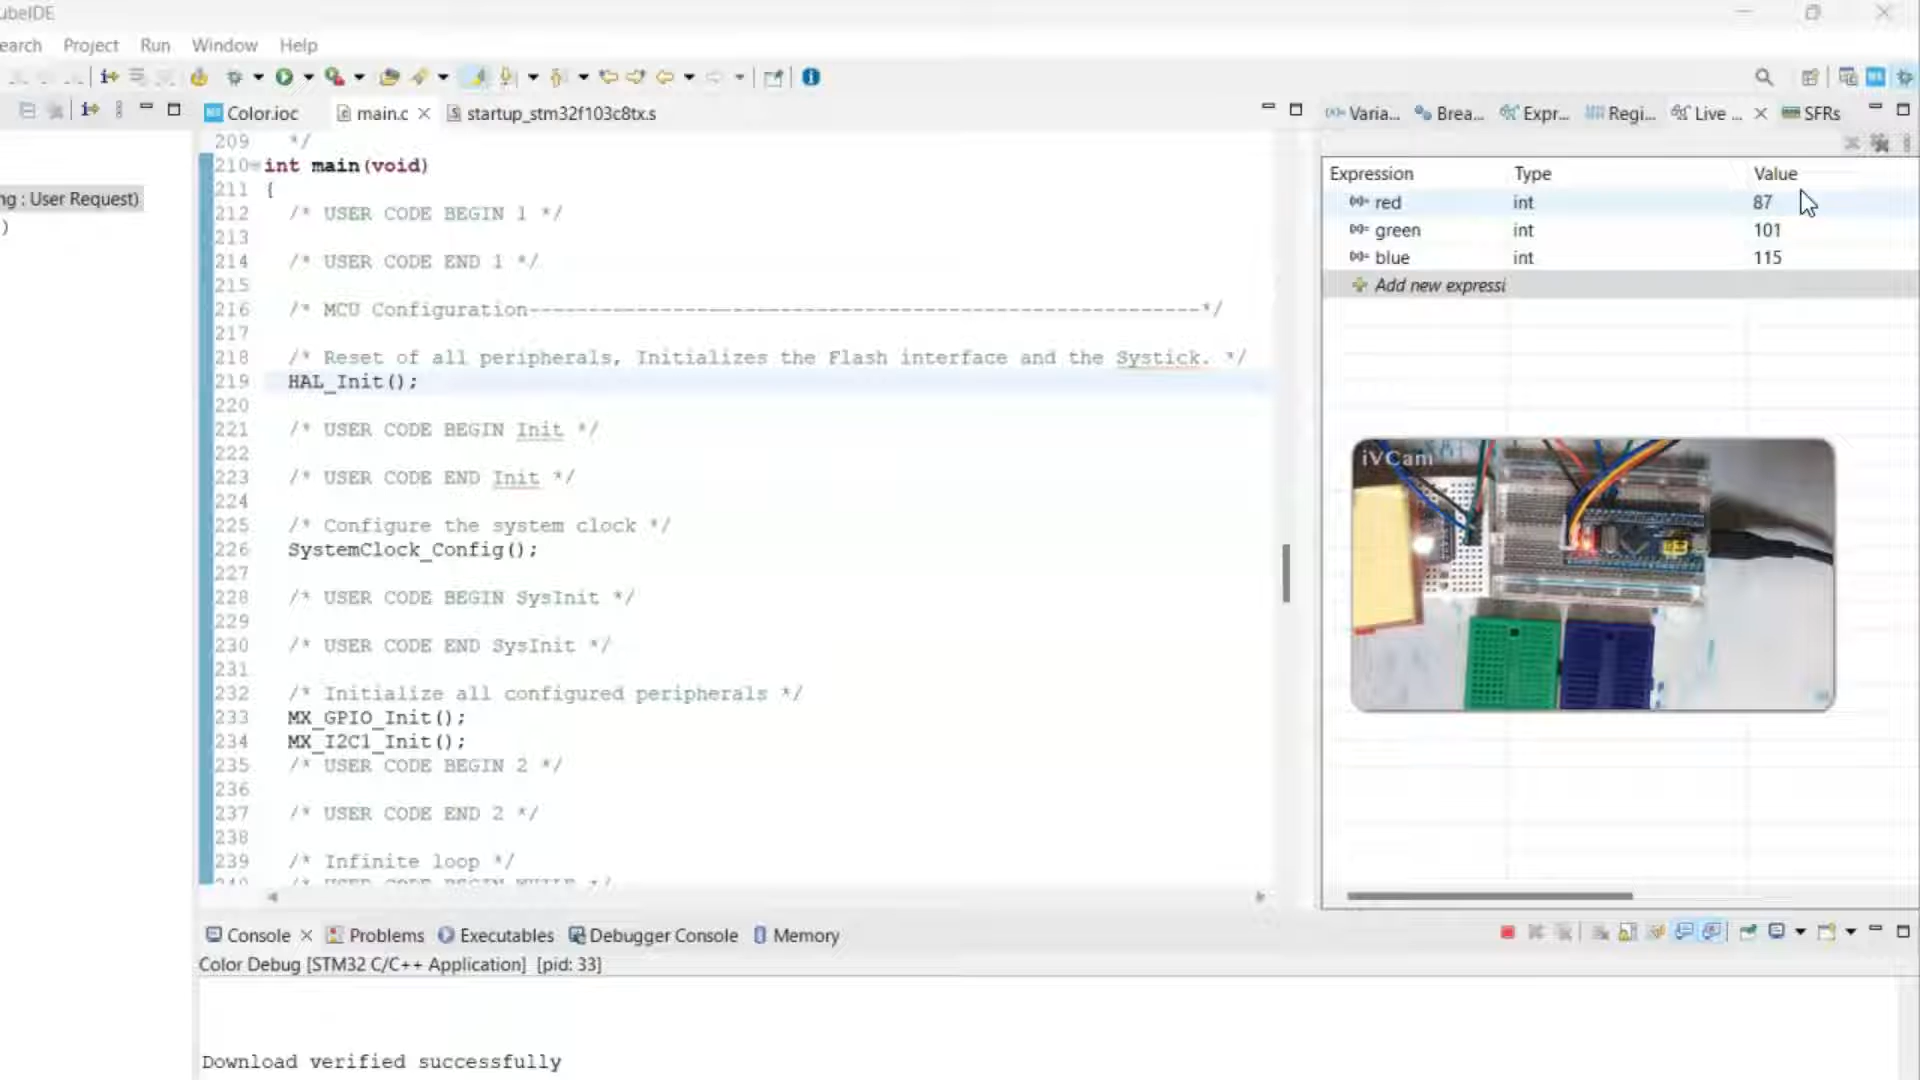 ubeIDE
earch Project Run Window Help
Color.ioc main.c startup_stm32f103c8tx.s
Varia... Brea... Expr... Regi... Live ... SFRs
ng : User Request)
)
209 */
210 int main(void)
211 {
212 /* USER CODE BEGIN 1 */
213
214 /* USER CODE END 1 */
215
216 /* MCU Configuration--------------------------------------------------------*/
217
218 /* Reset of all peripherals, Initializes the Flash interface and the Systick. */
219 HAL_Init();
220
221 /* USER CODE BEGIN Init */
222
223 /* USER CODE END Init */
224
225 /* Configure the system clock */
226 SystemClock_Config();
227
228 /* USER CODE BEGIN SysInit */
229
230 /* USER CODE END SysInit */
231
232 /* Initialize all configured peripherals */
233 MX_GPIO_Init();
234 MX_I2C1_Init();
235 /* USER CODE BEGIN 2 */
236
237 /* USER CODE END 2 */
238
239 /* Infinite loop */
Expression Type Value
red int 87
green int 101
blue int 115
Add new expressi
iVCam
Console Problems Executables Debugger Console Memory
Color Debug [STM32 C/C++ Application] [pid: 33]
Download verified successfully